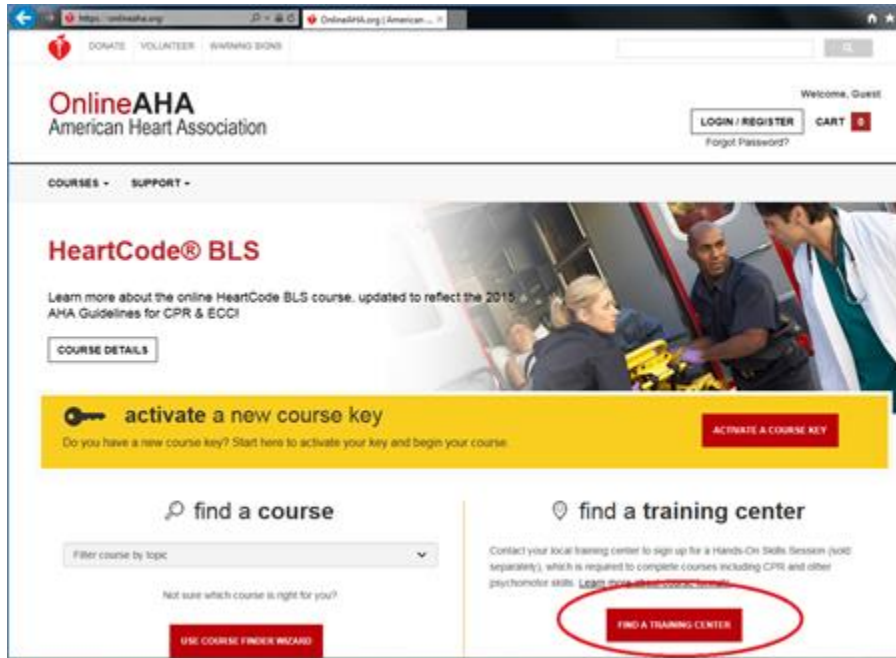 https://onlineaha.org
OnlineAHA.org | American ...
DONATE VOLUNTEER WARNING SIGNS
Welcome, Guest
OnlineAHA
American Heart Association
LOGIN / REGISTER CART 0
Forgot Password?
COURSES SUPPORT
HeartCode® BLS
Learn more about the online HeartCode BLS course, updated to reflect the 2015
AHA Guidelines for CPR & ECC!
COURSE DETAILS
activate a new course key
Do you have a new course key? Start here to activate your key and begin your course.
ACTIVATE A COURSE KEY
find a course
Filter course by topic
Not sure which course is right for you?
USE COURSE FINDER WIZARD
find a training center
Contact your local training center to sign up for a Hands-On Skills Session (sold
separately), which is required to complete courses including CPR and other
psychomotor skills. Learn more about course formats.
FIND A TRAINING CENTER